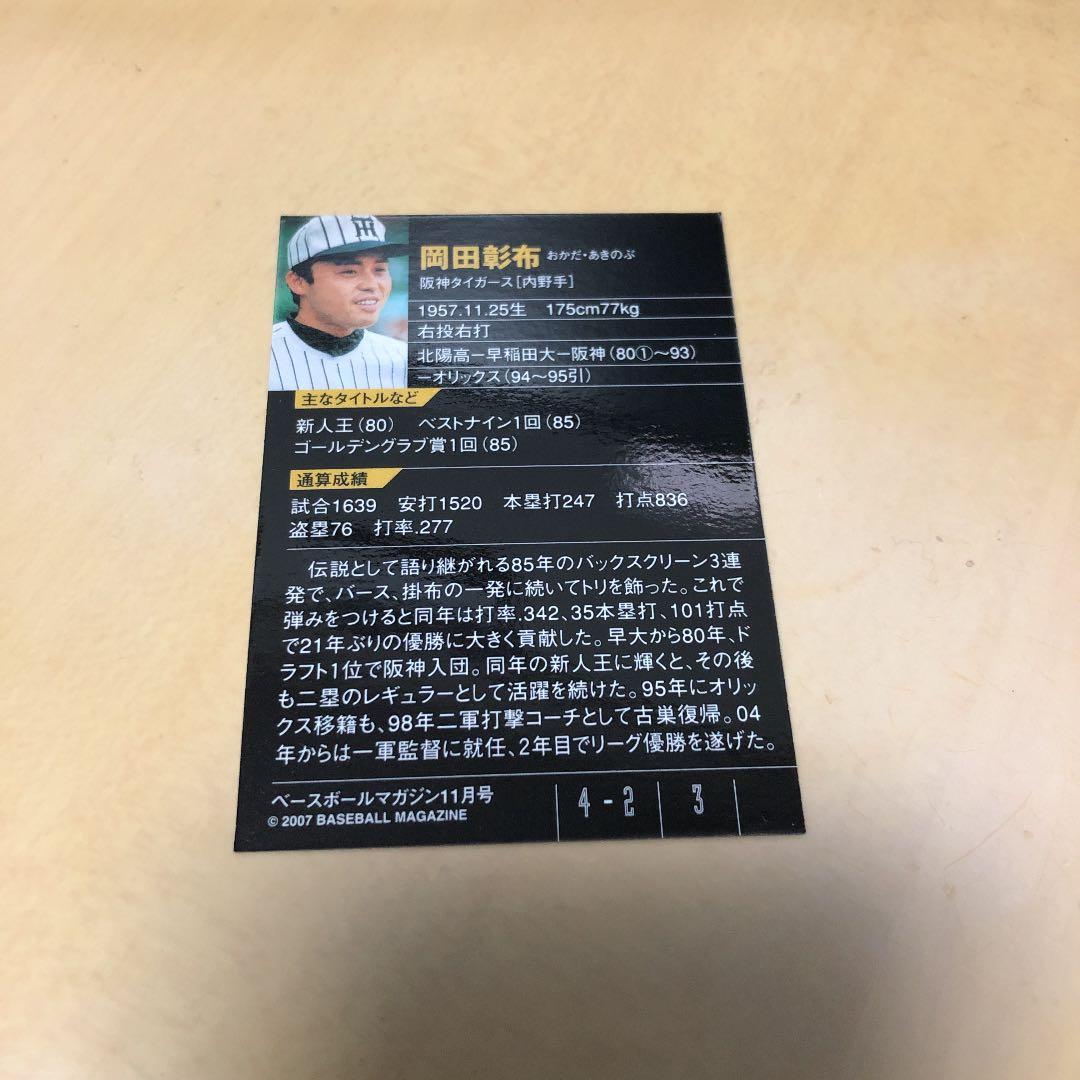 岡田彰布 おかだ・あきのぶ
阪神タイガース[内野手]
1957.11.25生 175cm77kg
右投右打
北陽高ー早稲田大ー阪神(80①〜93)
ーオリックス(94〜95引)
主なタイトルなど
新人王(80) ベストナイン1回(85)
ゴールデングラブ賞1回(85)
通算成績
試合1639 安打1520 本塁打247 打点836
盗塁76 打率.277
伝説として語り継がれる85年のバックスクリーン3連
発で、バース、掛布の一発に続いてトリを飾った。これで
弾みをつけると同年は打率.342、35本塁打、101打点
で21年ぶりの優勝に大きく貢献した。早大から80年、ド
ラフト1位で阪神入団。同年の新人王に輝くと、その後
も二塁のレギュラーとして活躍を続けた。95年にオリッ
クス移籍も、98年二軍打撃コーチとして古巣復帰。04
年からは一軍監督に就任、2年目でリーグ優勝を遂げた。
ベースボールマガジン11月号
© 2007 BASEBALL MAGAZINE
4-2 3